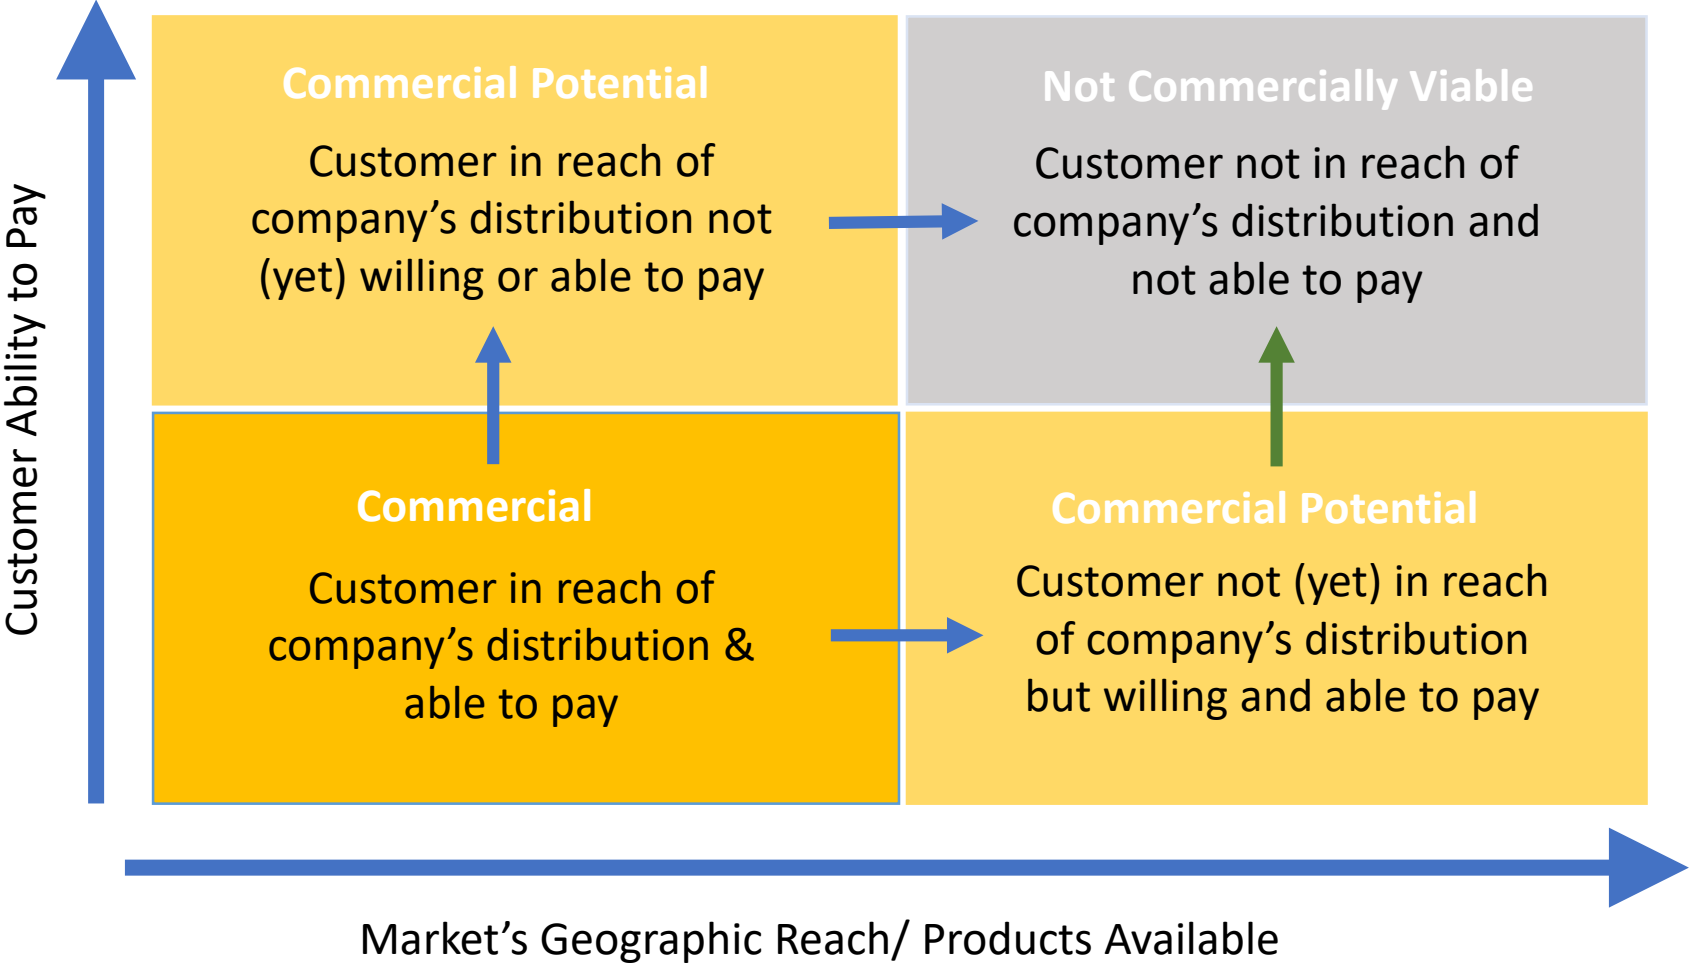 Customer Ability to Pay
Commercial Potential
Customer in reach of
company’s distribution not
(yet) willing or able to pay
Not Commercially Viable
Customer not in reach of
company’s distribution and
not able to pay
Commercial
Customer in reach of
company’s distribution &
able to pay
Commercial Potential
Customer not (yet) in reach
of company’s distribution
but willing and able to pay
Market’s Geographic Reach/ Products Available